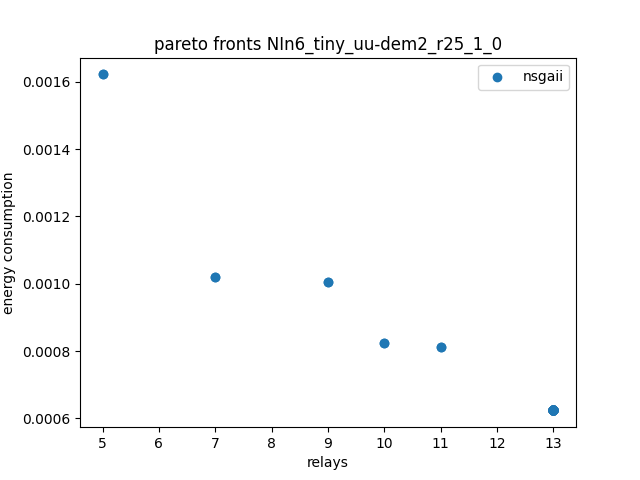 pareto fronts NIn6_tiny_uu-dem2_r25_1_0
nsgaii
0.0016
0.0014
0.0012
0.0010
0.0008
0.0006
energy consumption
5 6 7 8 9 10 11 12 13
relays